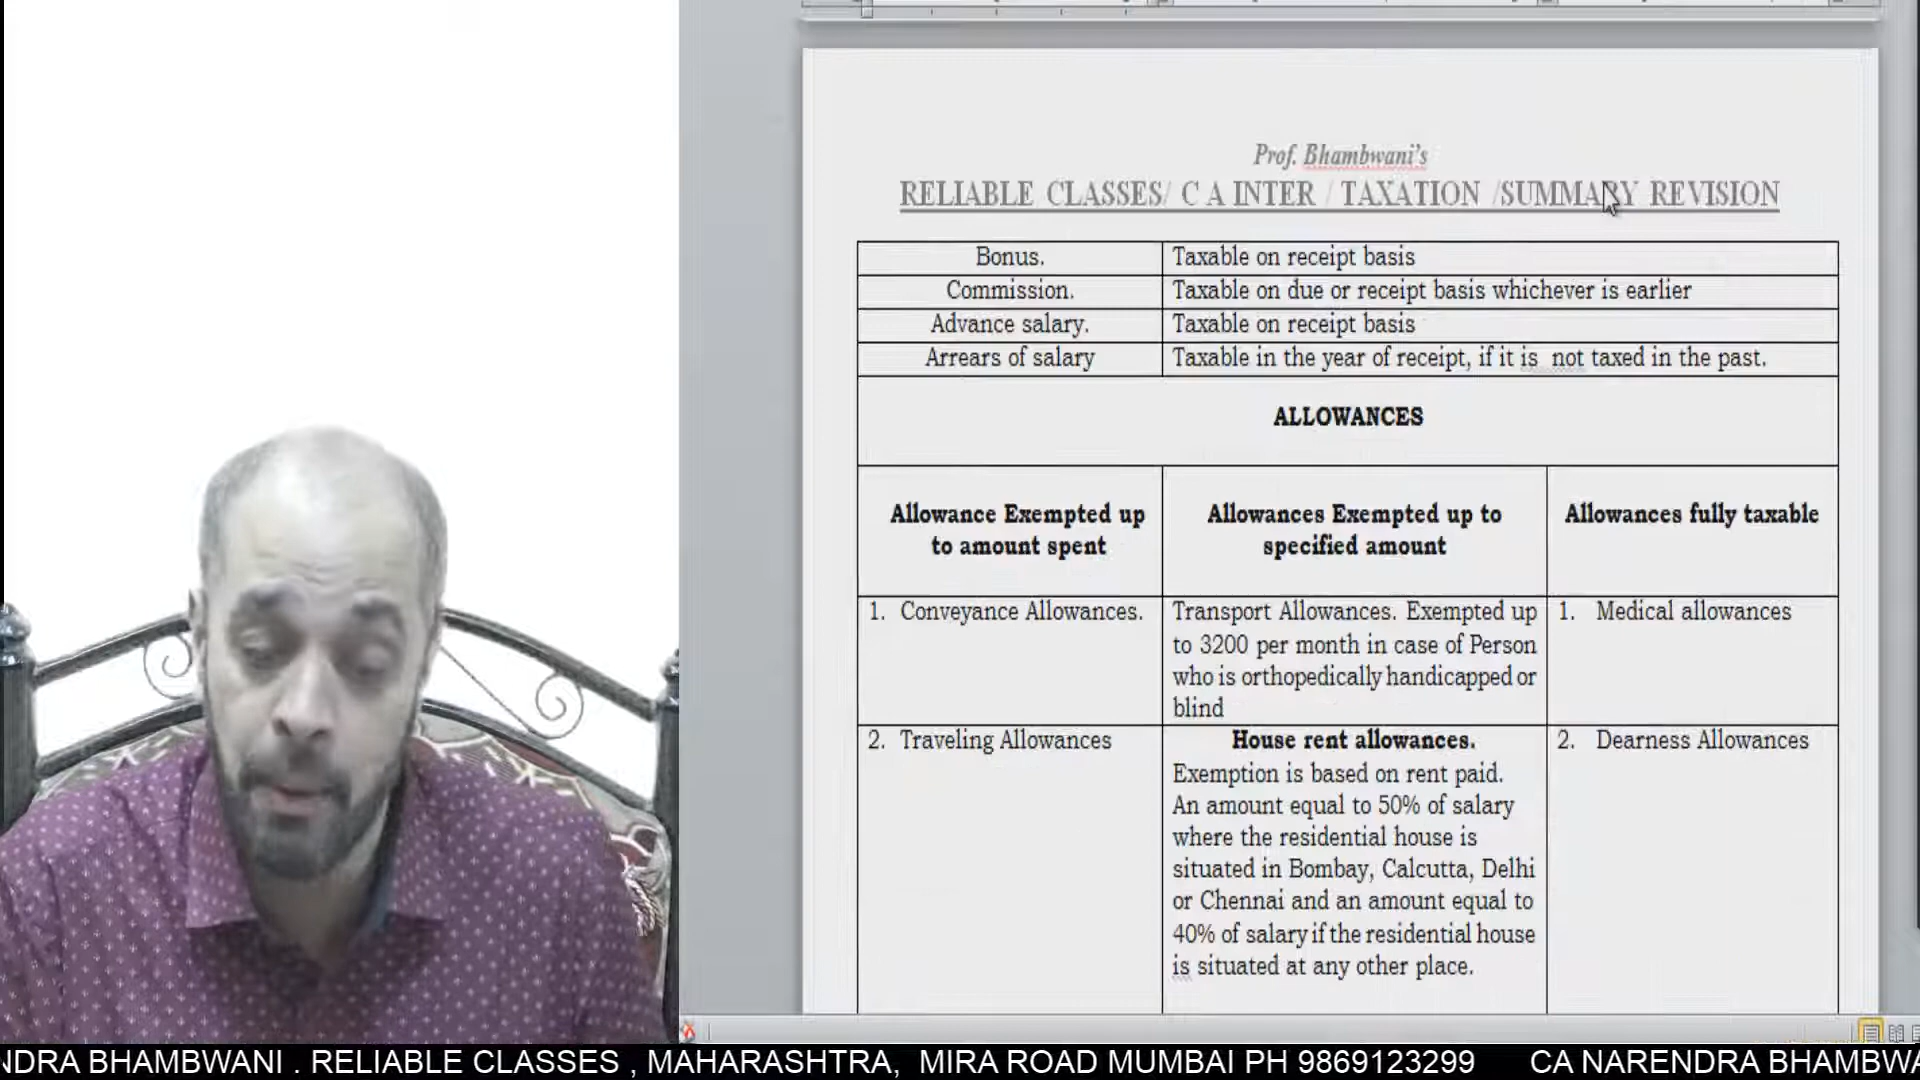 Prof. Bhambwani's
RELIABLE CLASSES/ C A INTER / TAXATION /SUMMARY REVISION
Bonus. Taxable on receipt basis
Commission. Taxable on due or receipt basis whichever is earlier
Advance salary. Taxable on receipt basis
Arrears of salary Taxable in the year of receipt, if it is not taxed in the past.
ALLOWANCES
Allowance Exempted up
to amount spent
Allowances Exempted up to
specified amount
Allowances fully taxable
1. Conveyance Allowances.
Transport Allowances. Exempted up
to 3200 per month in case of Person
who is orthopedically handicapped or
blind
1. Medical allowances
2. Traveling Allowances
House rent allowances.
Exemption is based on rent paid.
An amount equal to 50% of salary
where the residential house is
situated in Bombay, Calcutta, Delhi
or Chennai and an amount equal to
40% of salary if the residential house
is situated at any other place.
2. Dearness Allowances
NDRA BHAMBWANI . RELIABLE CLASSES , MAHARASHTRA, MIRA ROAD MUMBAI PH 9869123299 CA NARENDRA BHAMBWA